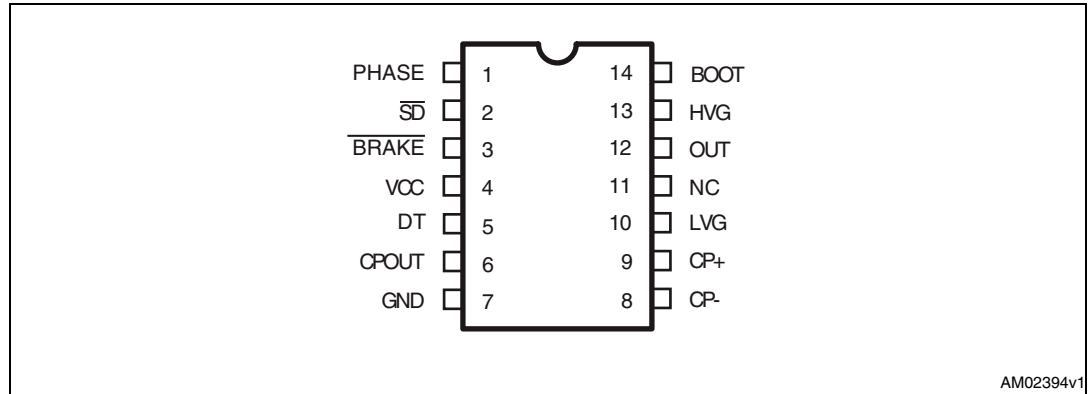 PHASE 1 14 BOOT
SD 2 13 HVG
BRAKE 3 12 OUT
VCC 4 11 NC
DT 5 10 LVG
CPOUT 6 9 CP+
GND 7 8 CP-
AM02394v1